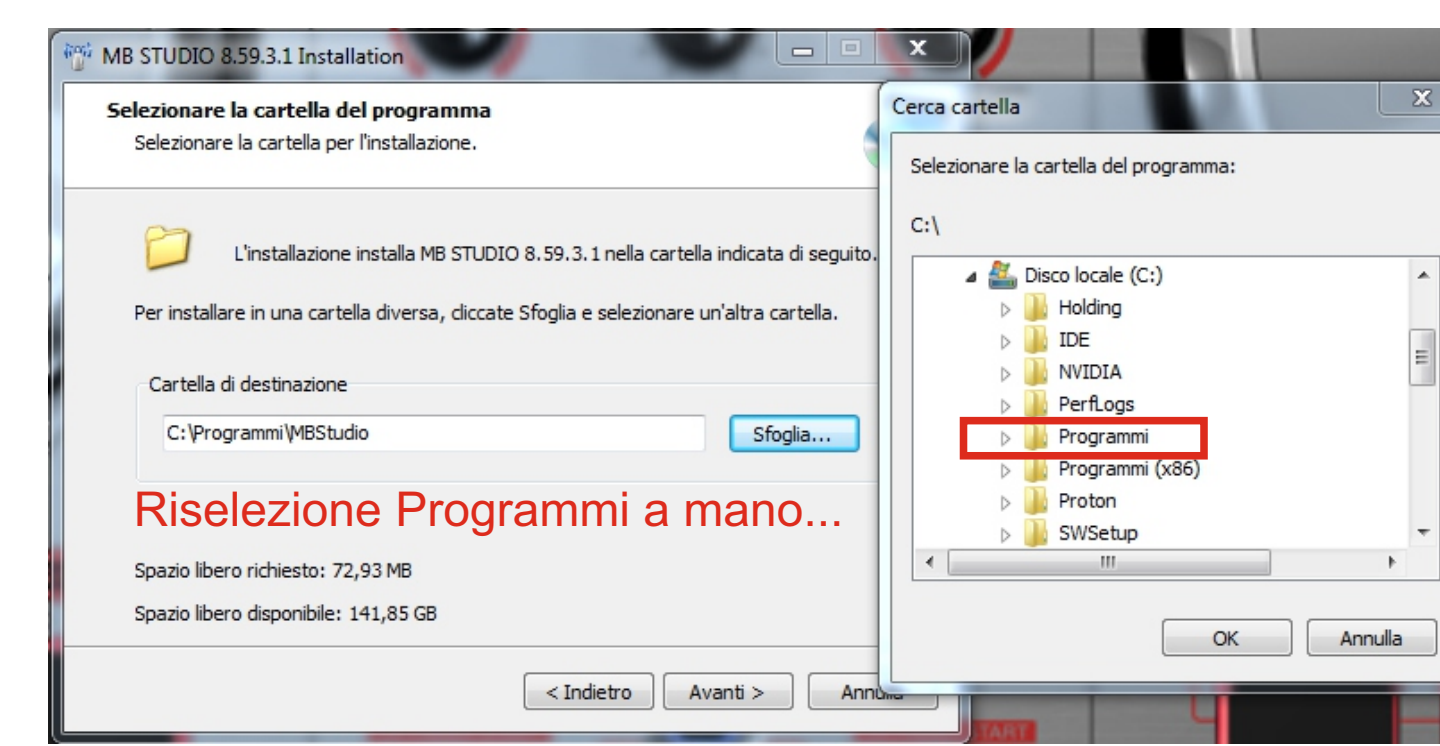 MB STUDIO 8.59.3.1 Installation
x
Selezionare la cartella del programma
Selezionare la cartella per l'installazione.
L'installazione installa MB STUDIO 8.59.3.1 nella cartella indicata di seguito.
Per installare in una cartella diversa, cliccate Sfoglia e selezionare un'altra cartella.
Cartella di destinazione
C:\Programmi\MBStudio
Sfoglia...
Riselezione Programmi a mano...
Spazio libero richiesto: 72,93 MB
Spazio libero disponibile: 141,85 GB
< Indietro
Avanti >
Annulla
Cerca cartella
x
Selezionare la cartella del programma:
C:\
Disco locale (C:)
Holding
IDE
NVIDIA
PerfLogs
Programmi
Programmi (x86)
Proton
SWSetup
OK
Annulla
START